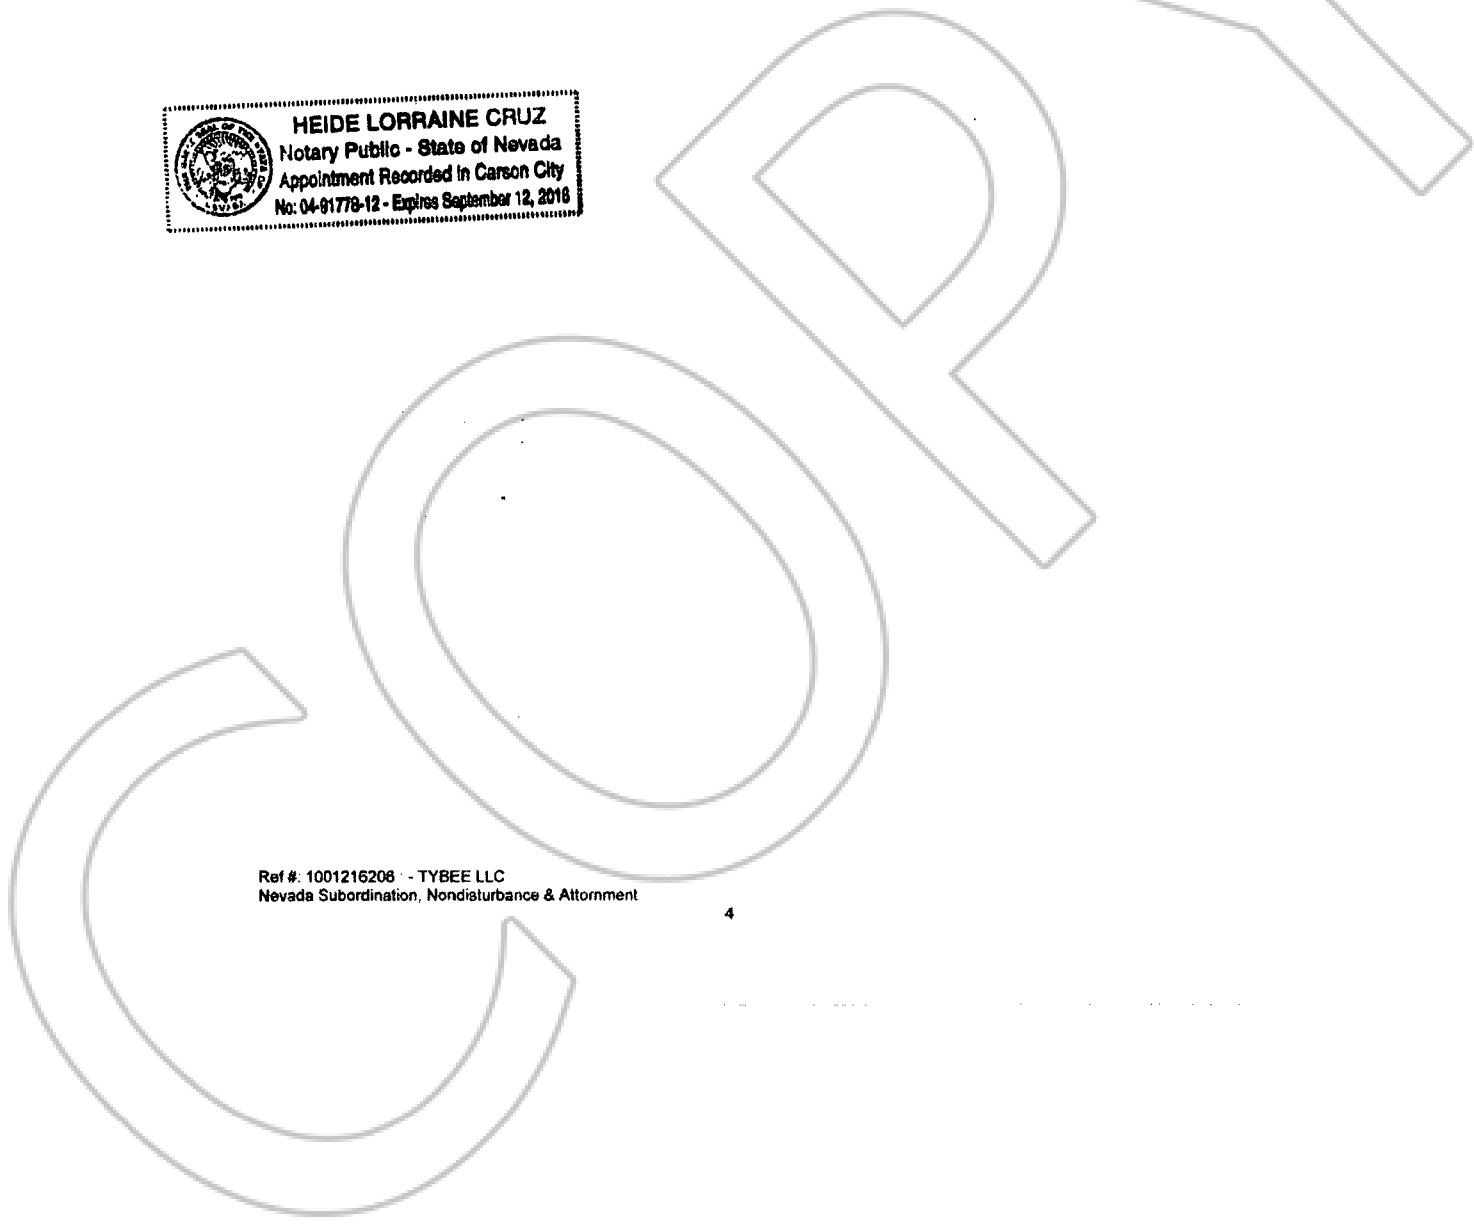 HEIDE LORRAINE CRUZ
Notary Public - State of Nevada
Appointment Recorded in Carson City
No: 04-91778-12 - Expires September 12, 2016
COPY
Ref #: 1001216206 - TYBEE LLC
Nevada Subordination, Nondisturbance & Attornment
4